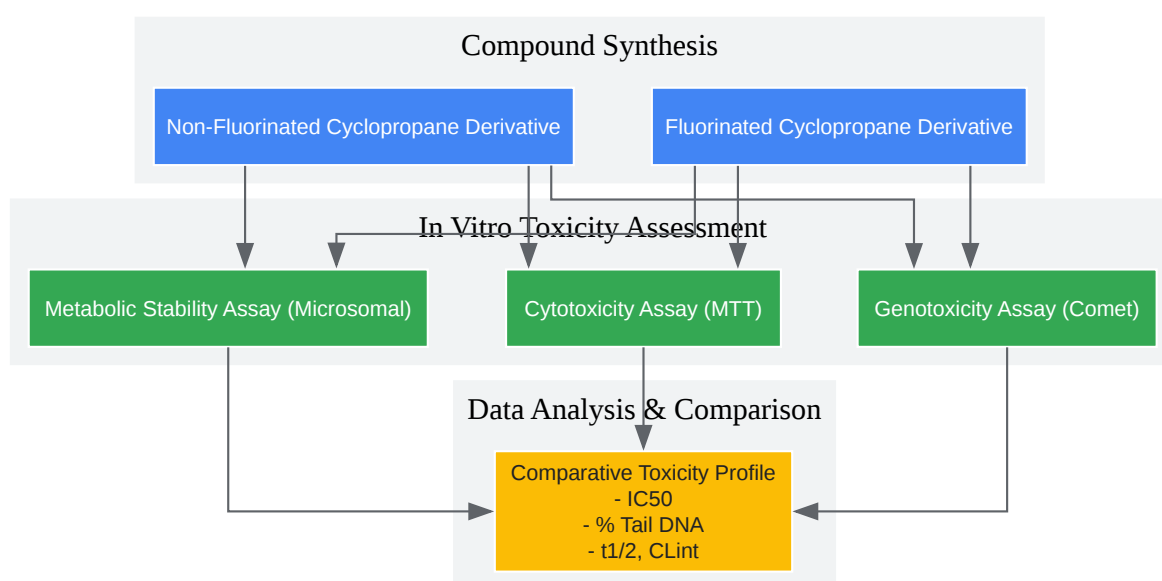 Compound Synthesis
Non-Fluorinated Cyclopropane Derivative
Fluorinated Cyclopropane Derivative
In Vitro Toxicity Assessment
Metabolic Stability Assay (Microsomal)
Cytotoxicity Assay (MTT)
Genotoxicity Assay (Comet)
Data Analysis & Comparison
Comparative Toxicity Profile
- IC50
- % Tail DNA
- t1/2, CLint